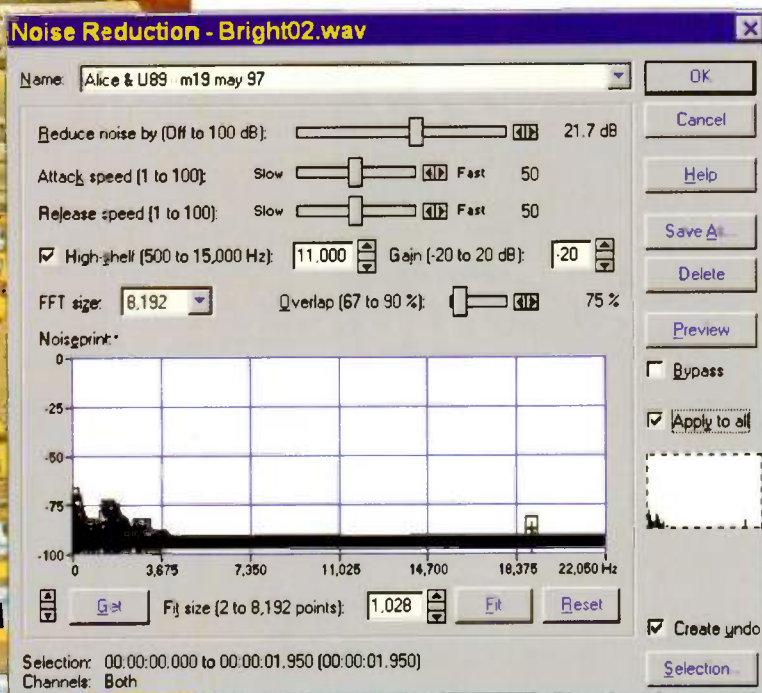 Noise Reduction - Bright02.wav
Name: Alice & U89 m19 may 97
OK
Cancel
Help
Save As...
Delete
Preview
Bypass
Apply to all
Reduce noise by (Off to 100 dB): 21.7 dB
Attack speed (1 to 100): Slow Fast 50
Release speed (1 to 100): Slow Fast 50
High-shelf (500 to 15,000 Hz): 11,000 Gain (-20 to 20 dB): -20
FFT size: 8,192 Overlap (67 to 90 %): 75 %
Noiseprint:
0
-25
-50
-75
-100
0 3,675 7,350 11,025 14,700 18,375 22,050 Hz
Get Fit size (2 to 8,192 points): 1,028 Fit Reset
Create undo
Selection: 00:00:00.000 to 00:00:01.950 (00:00:01.950)
Channels: Both
Selection...